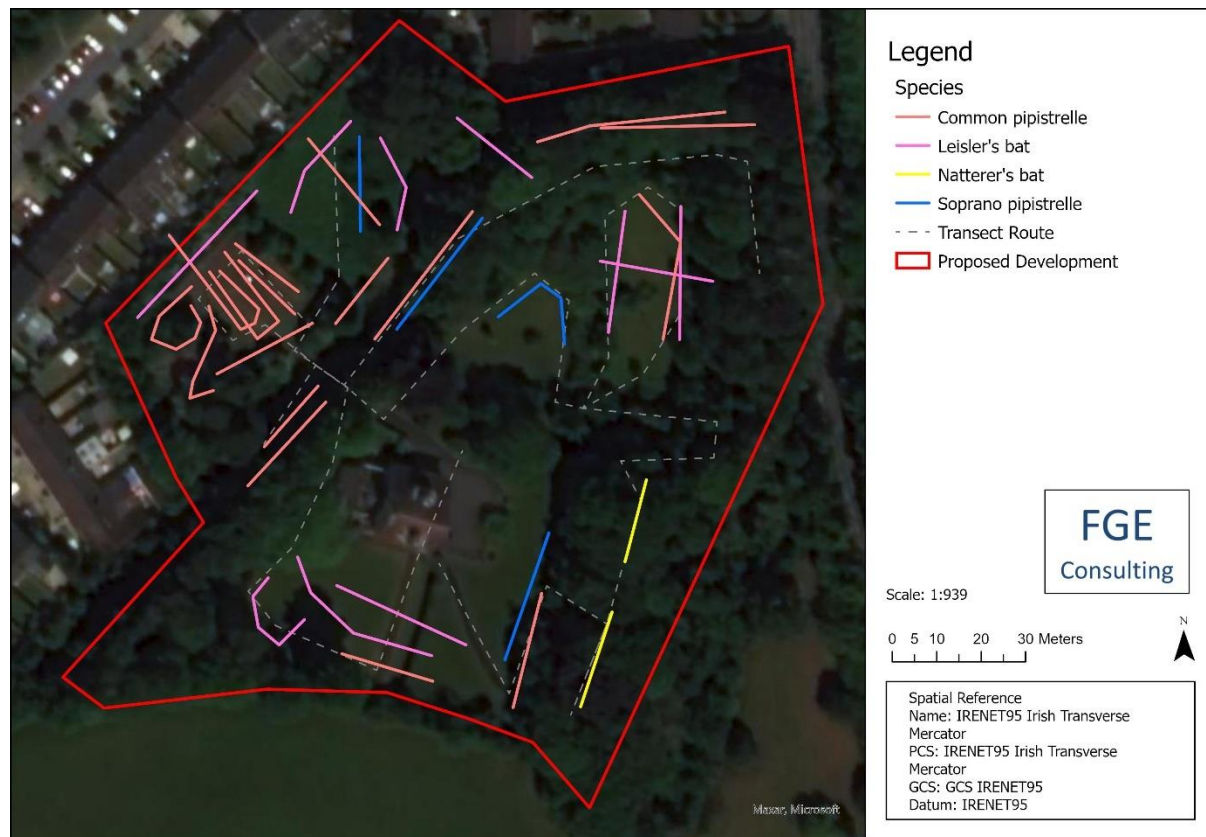 Legend
Species
Common pipistrelle
Leisler's bat
Natterer's bat
Soprano pipistrelle
Transect Route
Proposed Development
FGE
Consulting
Scale: 1:939
0 5 10 20 30 Meters
N
Spatial Reference
Name: IRENET95 Irish Transverse
Mercator
PCS: IRENET95 Irish Transverse
Mercator
GCS: GCS IRENET95
Datum: IRENET95
Maxar, Microsoft